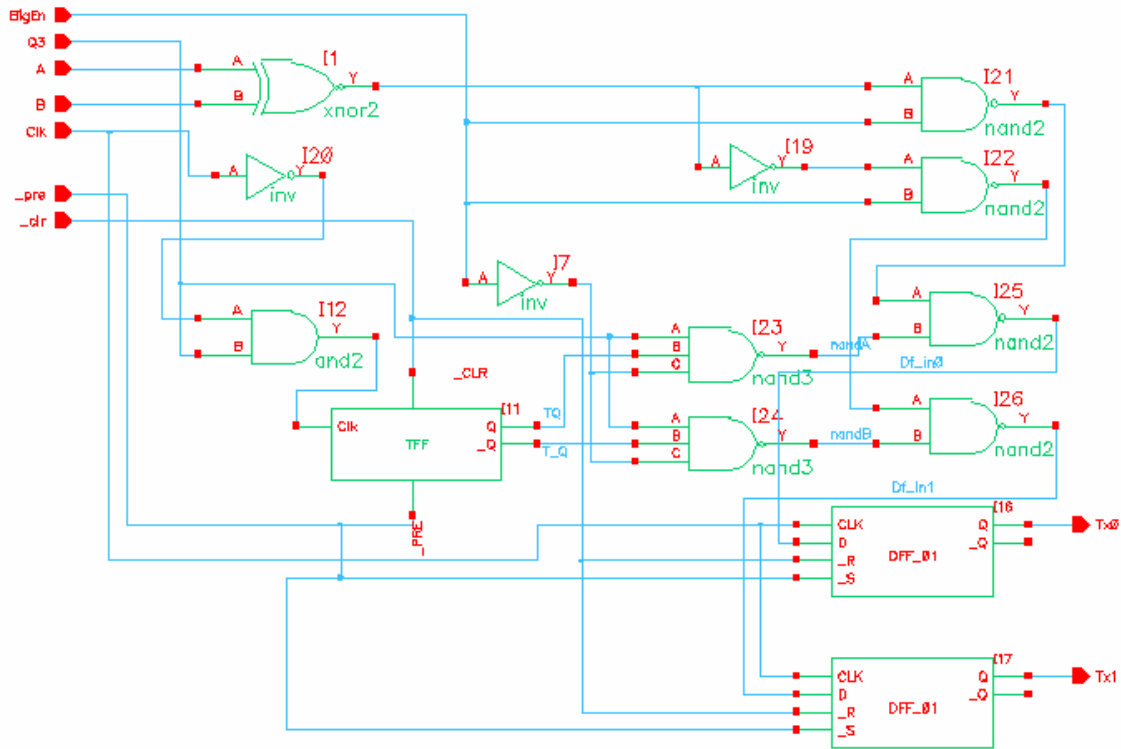 BigEn
Q3
A
B
Clk
_pre
_clr
A
B
Y
I1
xnor2
A
Y
I20
inv
A
B
Y
I12
and2
A
Y
I7
inv
A
Y
I19
inv
A
B
Y
I21
nand2
A
B
Y
I22
nand2
A
B
Y
I25
nand2
A
B
Y
I26
nand2
A
B
C
Y
I23
nand3
nandA
A
B
C
Y
I24
nand3
nandB
Df_in0
Df_in1
_CLR
I11
Clk
TFF
Q
_Q
TQ
T_Q
_PRE
I16
CLK
D
_R
_S
DFF_01
Q
_Q
Tx0
I17
CLK
D
_R
_S
DFF_01
Q
_Q
Tx1